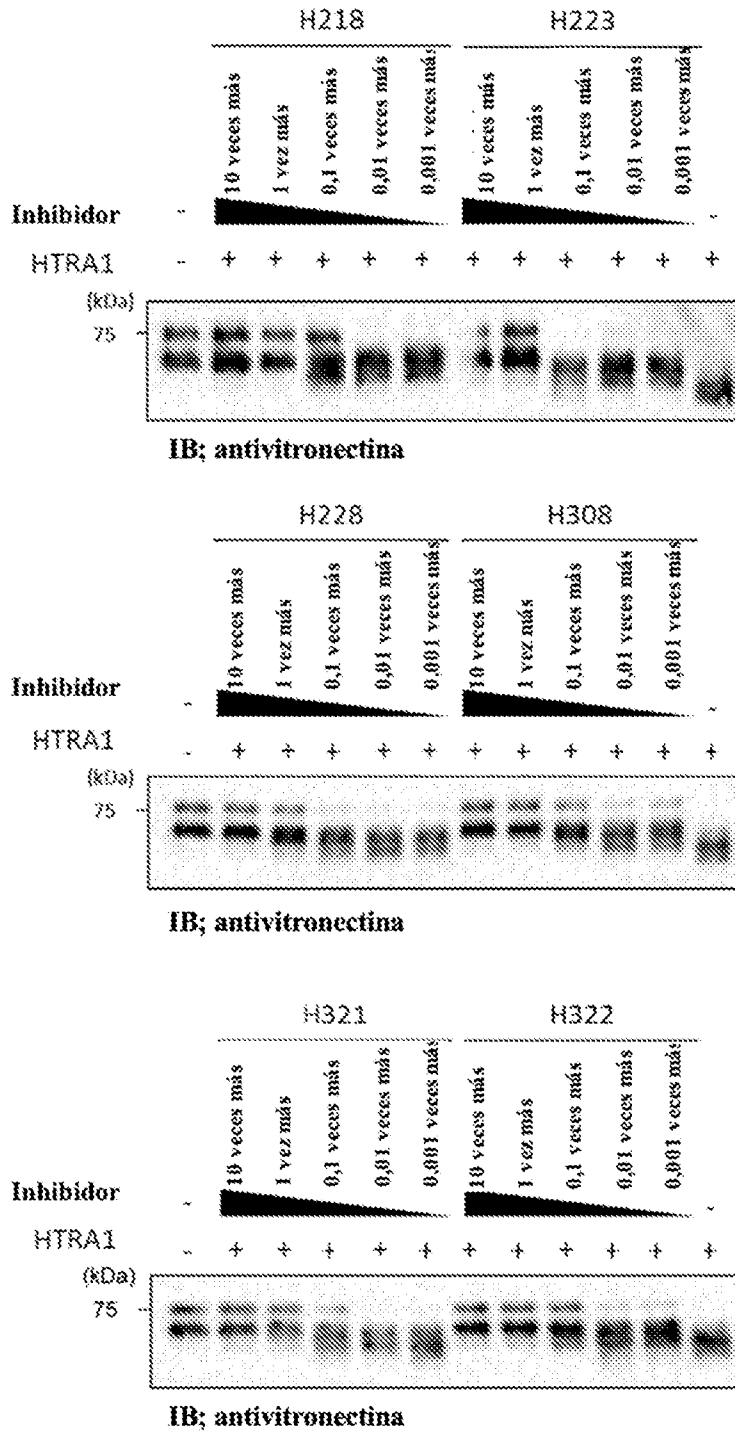 H218 H223
10 veces más 1 vez más 0,1 veces más 0,01 veces más 0,001 veces más 10 veces más 1 vez más 0,1 veces más 0,01 veces más 0,001 veces más
Inhibidor - -
HTRA1 - + + + + + + + + + + +
(kDa)
75
IB; antivitronectina
H228 H308
10 veces más 1 vez más 0,1 veces más 0,01 veces más 0,001 veces más 10 veces más 1 vez más 0,1 veces más 0,01 veces más 0,001 veces más
Inhibidor - -
HTRA1 - + + + + + + + + + + +
(kDa)
75
IB; antivitronectina
H321 H322
10 veces más 1 vez más 0,1 veces más 0,01 veces más 0,001 veces más 10 veces más 1 vez más 0,1 veces más 0,01 veces más 0,001 veces más
Inhibidor - -
HTRA1 - + + + + + + + + + + +
(kDa)
75
IB; antivitronectina